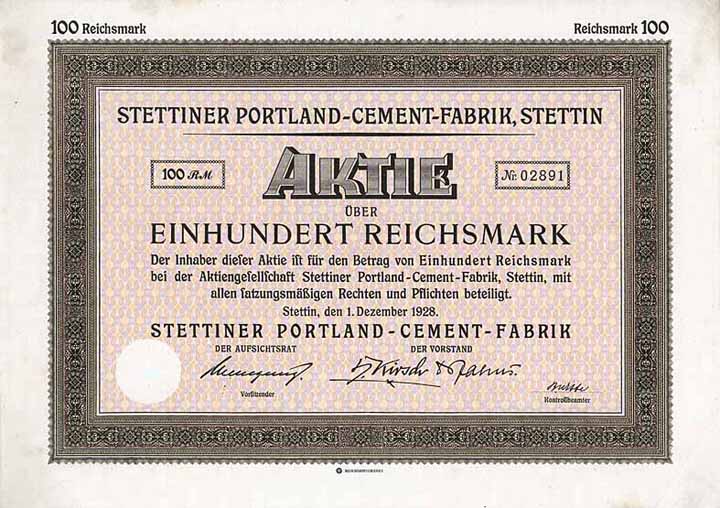 100 Reichsmark
Reichsmark 100
STETTINER PORTLAND-CEMENT-FABRIK, STETTIN
100 RM
AKTIE
Nr. 02891
ÜBER
EINHUNDERT REICHSMARK
Der Inhaber dieſer Aktie iſt für den Betrag von Einhundert Reichsmark
bei der Aktiengeſellſchaft Stettiner Portland-Cement-Fabrik, Stettin, mit
allen ſatzungsmäßigen Rechten und Pflichten beteiligt.
Stettin, den 1. Dezember 1928.
STETTINER PORTLAND-CEMENT-FABRIK
DER AUFSICHTSRAT
DER VORSTAND
Kirsch
Vorſitzender
Kontrollbeamter